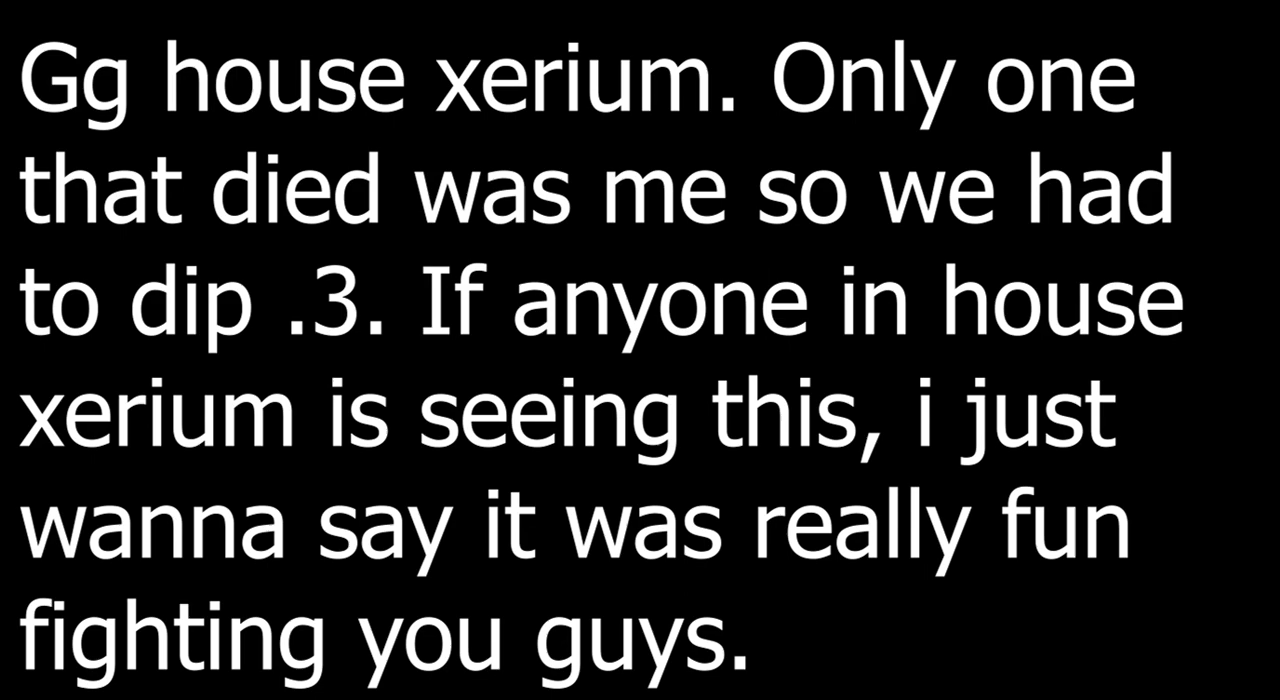 Gg house xerium. Only one
that died was me so we had
to dip .3. If anyone in house
xerium is seeing this, i just
wanna say it was really fun
fighting you guys.